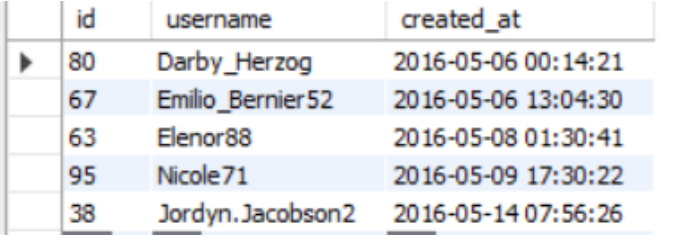 id username created_at
80 Darby_Herzog 2016-05-06 00:14:21
67 Emilio_Bernier52 2016-05-06 13:04:30
63 Elenor88 2016-05-08 01:30:41
95 Nicole71 2016-05-09 17:30:22
38 Jordyn.Jacobson2 2016-05-14 07:56:26